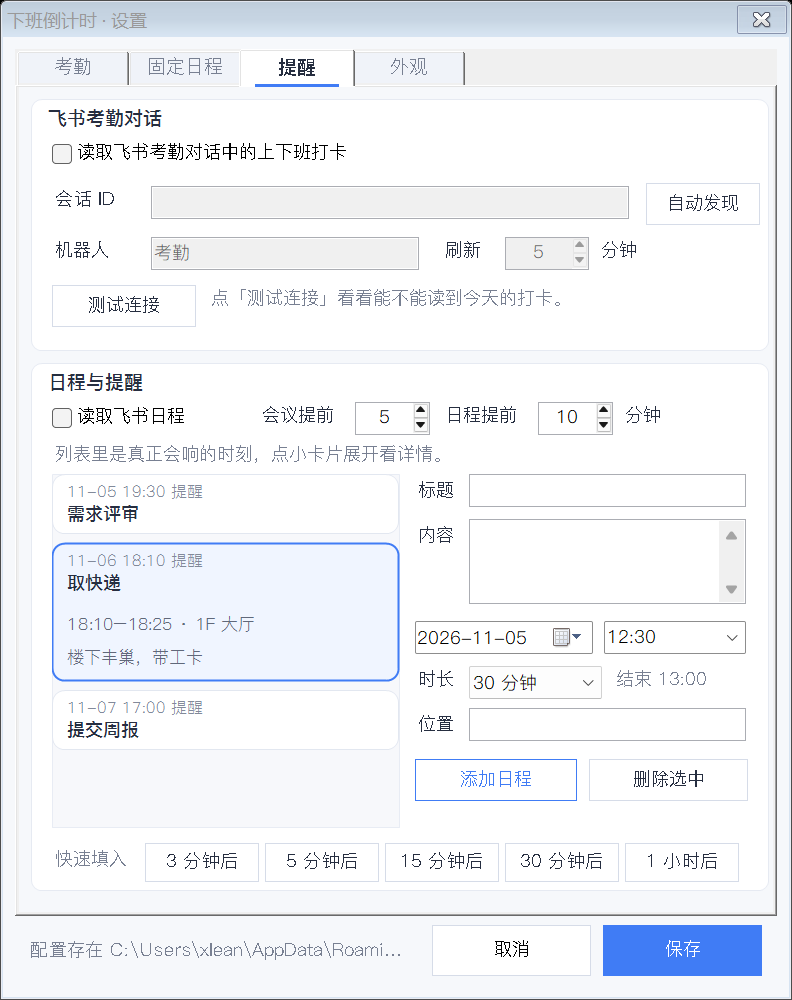 下班倒计时 · 设置
考勤 固定日程 提醒 外观
飞书考勤对话
读取飞书考勤对话中的上下班打卡
会话 ID 自动发现
机器人 考勤 刷新 5 分钟
测试连接 点「测试连接」看看能不能读到今天的打卡。
日程与提醒
读取飞书日程 会议提前 5 日程提前 10 分钟
列表里是真正会响的时刻，点小卡片展开看详情。
11-05 19:30 提醒
需求评审
11-06 18:10 提醒
取快递
18:10—18:25 · 1F 大厅
楼下丰巢，带工卡
11-07 17:00 提醒
提交周报
标题
内容
2026-11-05 12:30
时长 30 分钟 结束 13:00
位置
添加日程 删除选中
快速填入 3 分钟后 5 分钟后 15 分钟后 30 分钟后 1 小时后
配置存在 C:\Users\xlean\AppData\Roami... 取消 保存